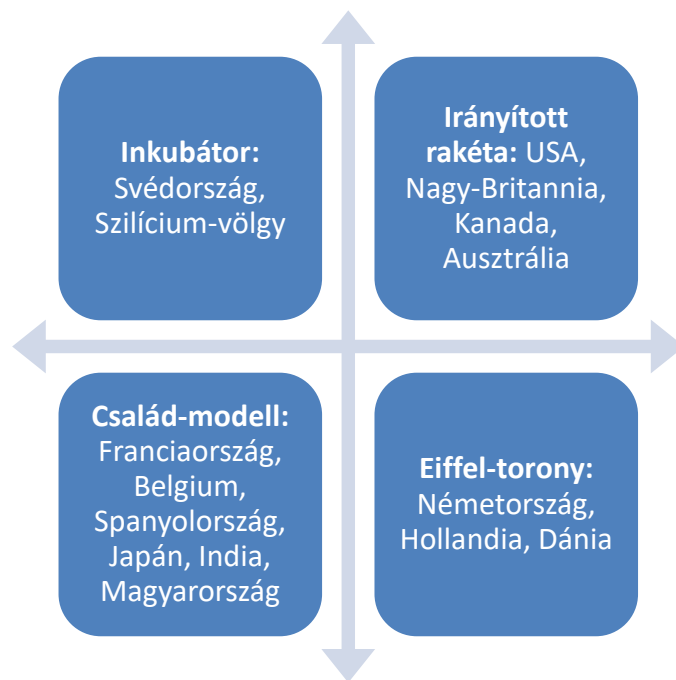 Inkubátor:
Svédország,
Szilícium-völgy
Irányított
rakéta: USA,
Nagy-Britannia,
Kanada,
Ausztrália
Család-modell:
Franciaország,
Belgium,
Spanyolország,
Japán, India,
Magyarország
Eiffel-torony:
Németország,
Hollandia, Dánia